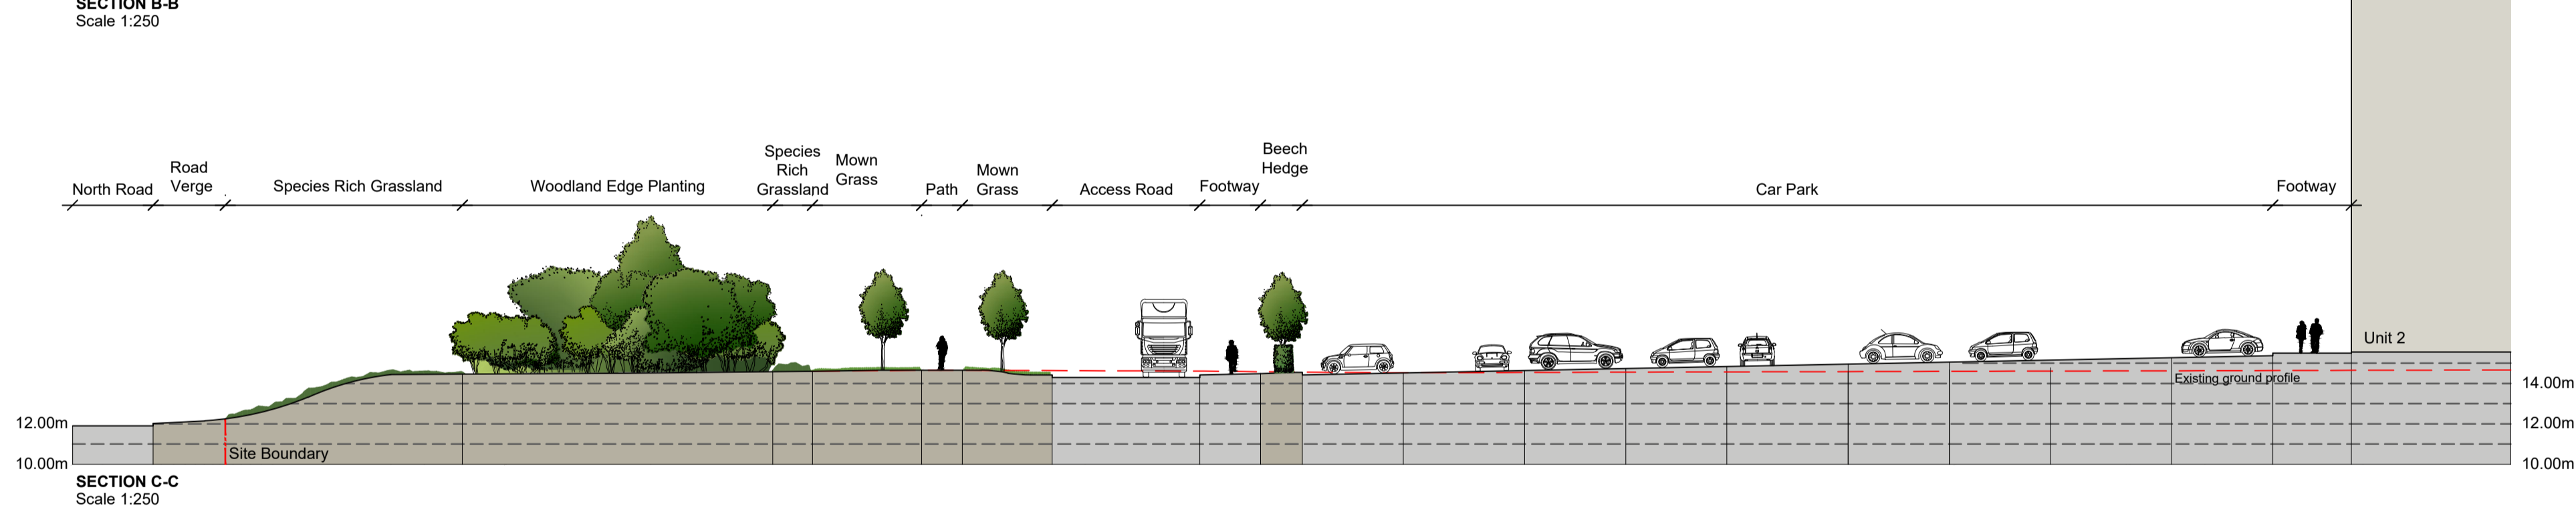 SECTION B-B
Scale 1:250
North Road
Road
Verge
Species Rich Grassland
Woodland Edge Planting
Species
Rich
Grassland
Mown
Grass
Path
Mown
Grass
Access Road
Footway
Beech
Hedge
Car Park
Footway
Unit 2
Existing ground profile
14.00m
12.00m
12.00m
Site Boundary
10.00m
10.00m
SECTION C-C
Scale 1:250